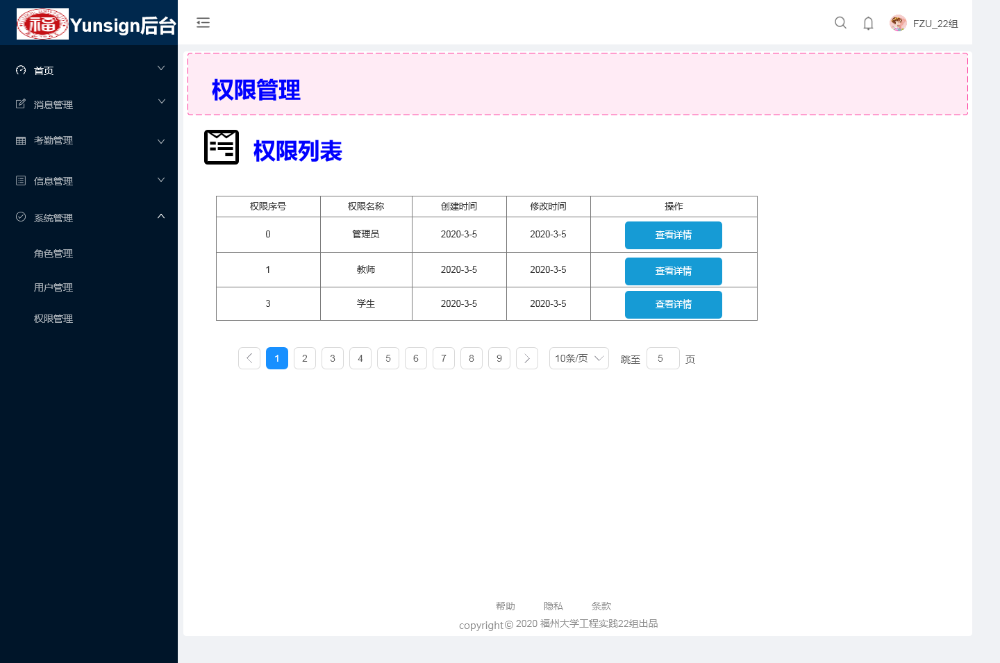 福 Yunsign后台
FZU_22组
首页
消息管理
考勤管理
信息管理
系统管理
角色管理
用户管理
权限管理
权限管理
权限列表
权限序号 权限名称 创建时间 修改时间 操作
0 管理员 2020-3-5 2020-3-5 查看详情
1 教师 2020-3-5 2020-3-5 查看详情
3 学生 2020-3-5 2020-3-5 查看详情
1 2 3 4 5 6 7 8 9 10条/页 跳至 5 页
帮助 隐私 条款
copyright© 2020 福州大学工程实践22组出品